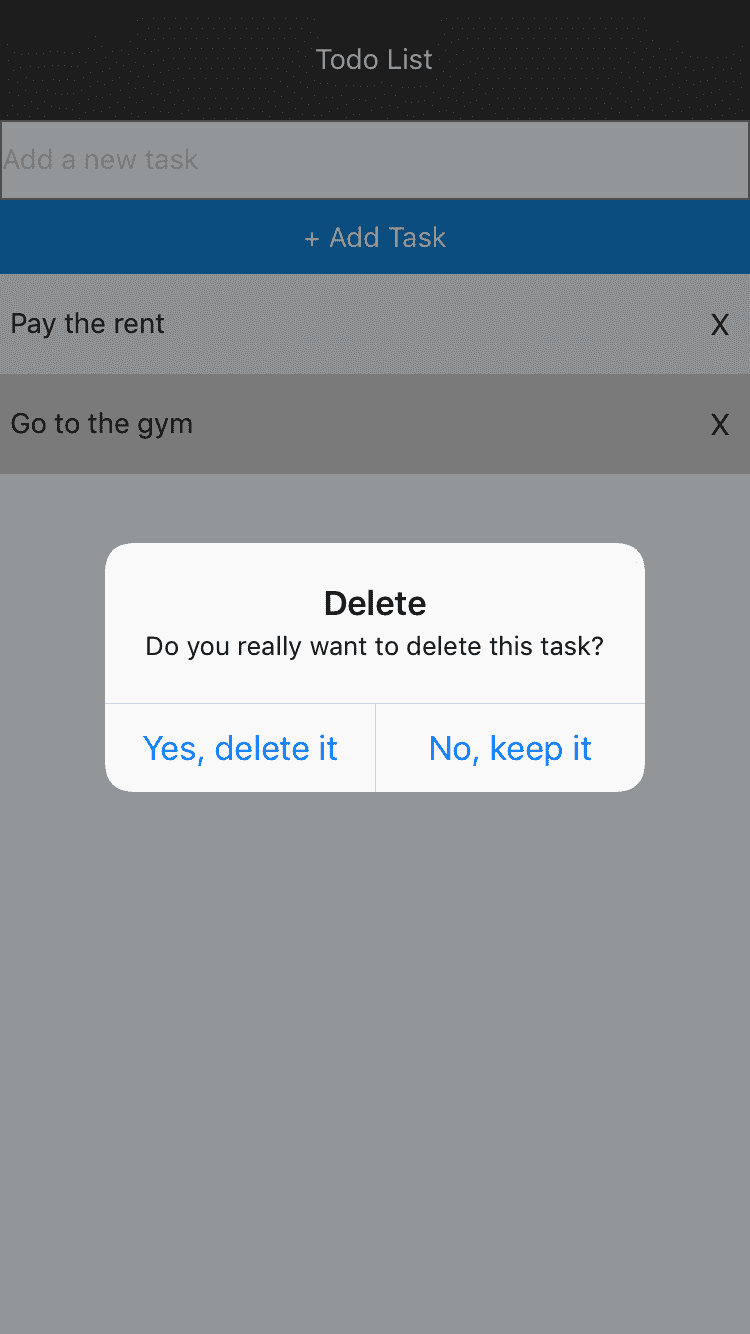 Todo List
Add a new task
+ Add Task
Pay the rent X
Go to the gym X
Delete
Do you really want to delete this task?
Yes, delete it No, keep it